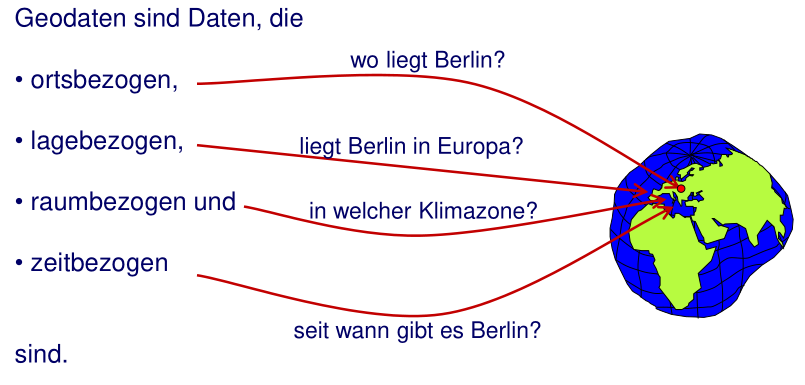 Geodaten sind Daten, die
wo liegt Berlin?
• ortsbezogen,
• lagebezogen,
liegt Berlin in Europa?
• raumbezogen und
in welcher Klimazone?
• zeitbezogen
seit wann gibt es Berlin?
sind.